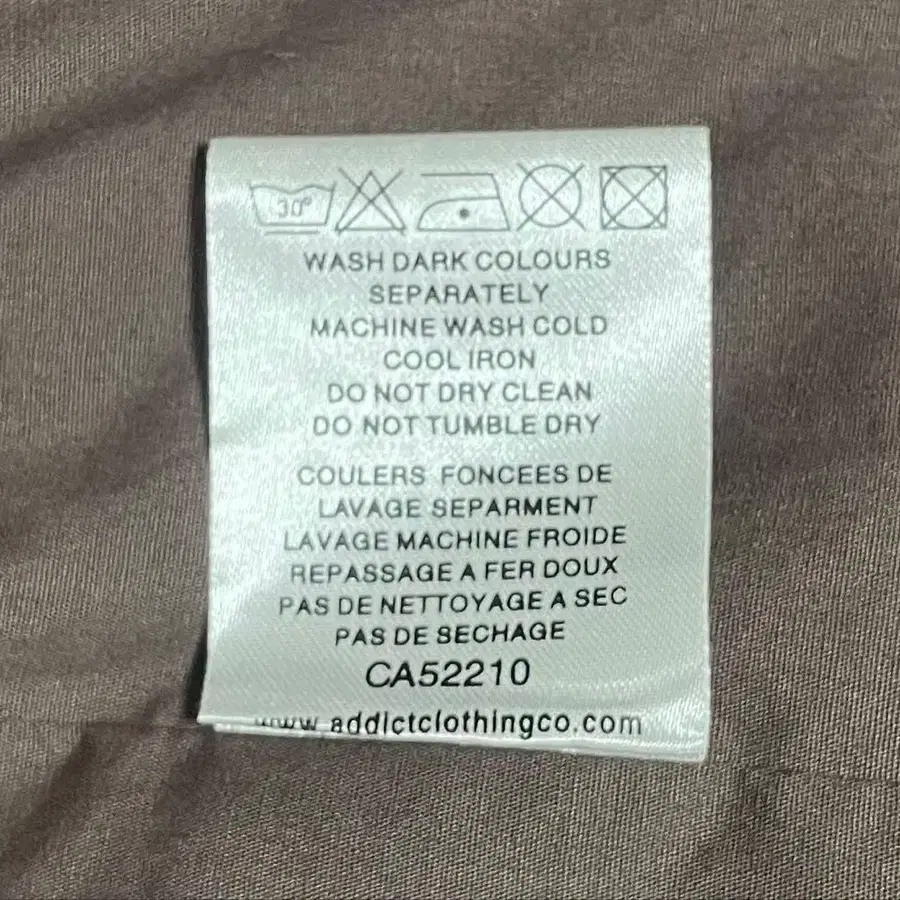 30°
WASH DARK COLOURS
SEPARATELY
MACHINE WASH COLD
COOL IRON
DO NOT DRY CLEAN
DO NOT TUMBLE DRY
COULERS FONCEES DE
LAVAGE SEPARMENT
LAVAGE MACHINE FROIDE
REPASSAGE A FER DOUX
PAS DE NETTOYAGE A SEC
PAS DE SECHAGE
CA52210
www.addictclothingco.com